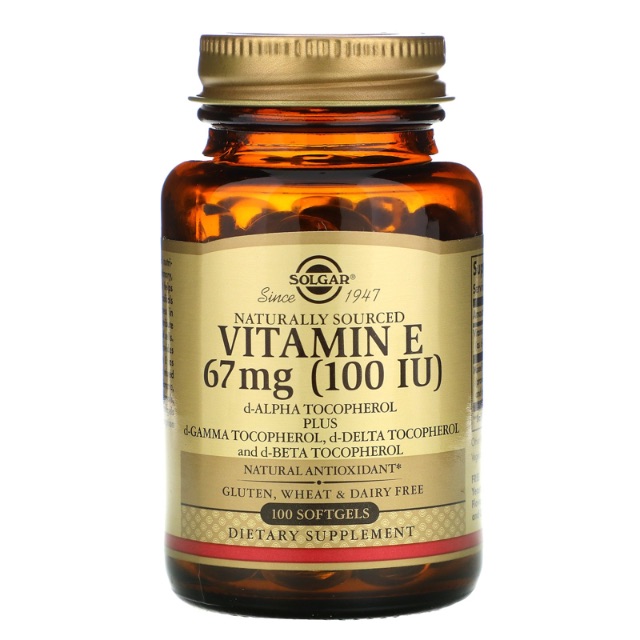 SOLGAR®
Since 1947
NATURALLY SOURCED
VITAMIN E
67mg (100 IU)
d-ALPHA TOCOPHEROL
PLUS
d-GAMMA TOCOPHEROL, d-DELTA TOCOPHEROL
and d-BETA TOCOPHEROL
NATURAL ANTIOXIDANT*
GLUTEN, WHEAT & DAIRY FREE
100 SOFTGELS
DIETARY SUPPLEMENT